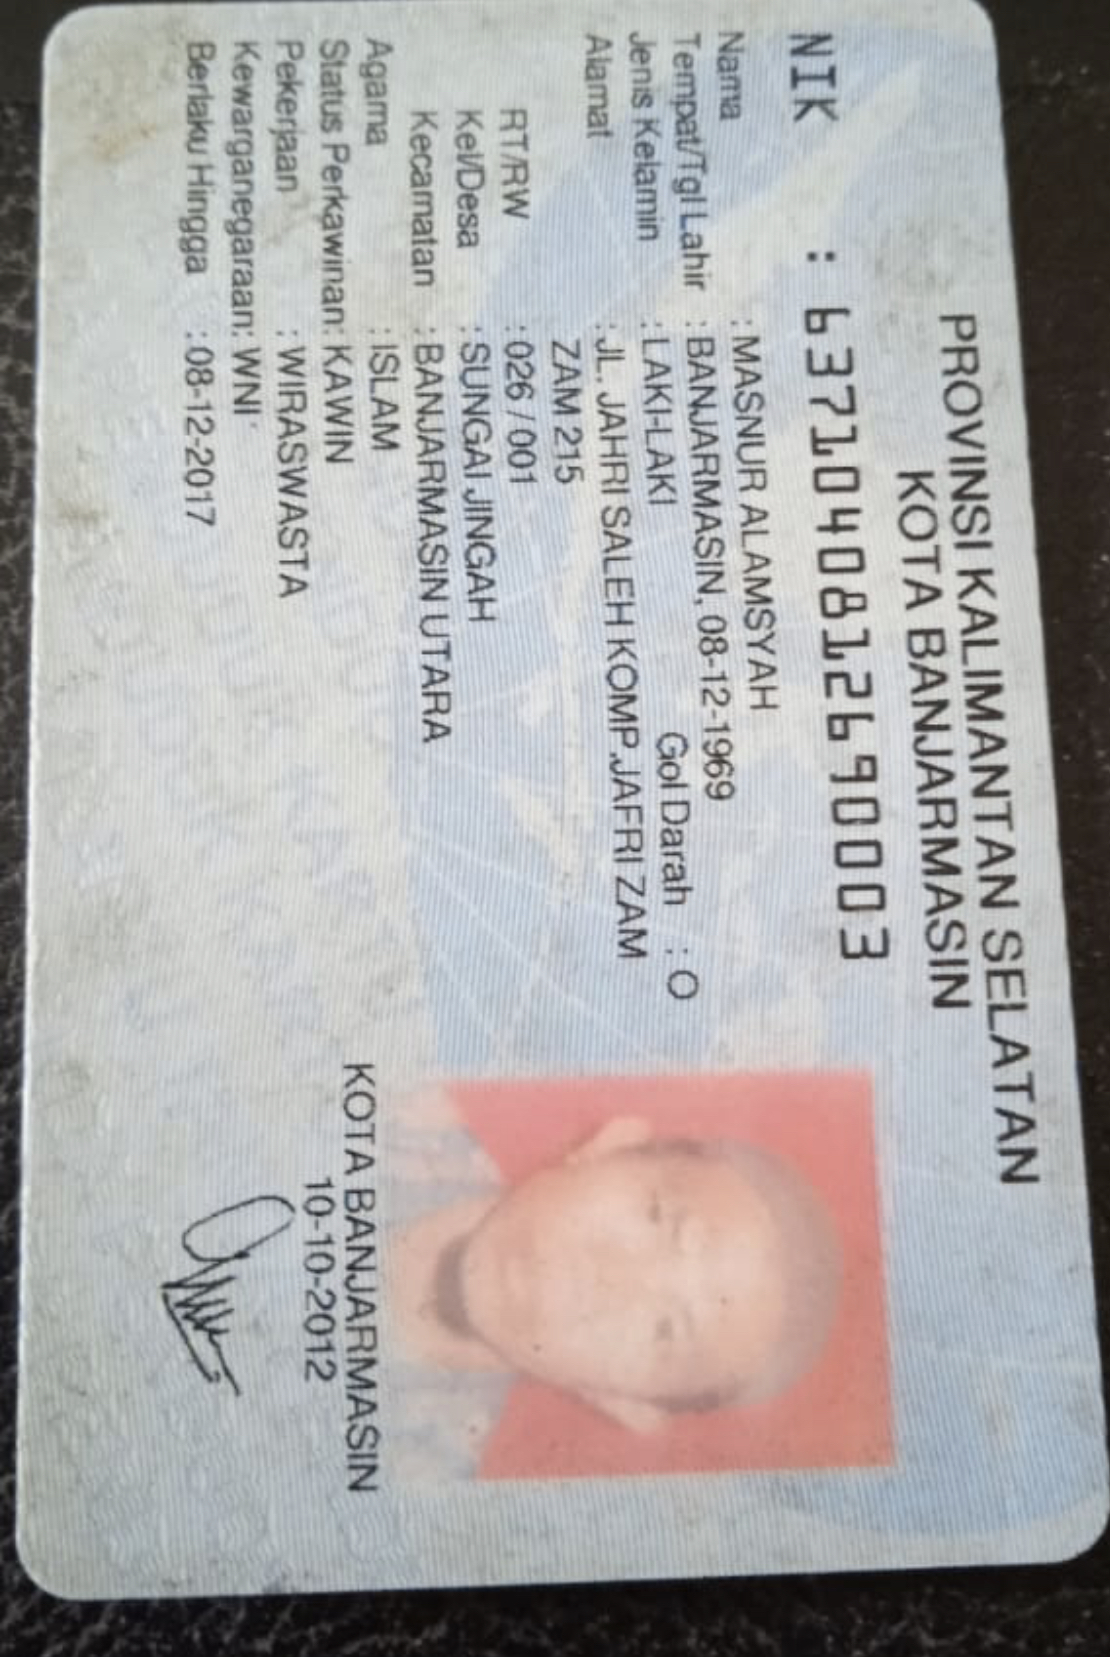 PROVINSI KALIMANTAN SELATAN
KOTA BANJARMASIN
NIK : 6371040812690003
Nama : MASNUR ALAMSYAH
Tempat/Tgl Lahir : BANJARMASIN, 08-12-1969
Jenis Kelamin : LAKI-LAKI Gol Darah : O
Alamat : JL. JAHRI SALEH KOMP.JAFRI ZAM
ZAM 215
RT/RW : 026 / 001
Kel/Desa : SUNGAI JINGAH
Kecamatan : BANJARMASIN UTARA
Agama : ISLAM
Status Perkawinan: KAWIN
Pekerjaan : WIRASWASTA
Kewarganegaraan: WNI
Berlaku Hingga : 08-12-2017
KOTA BANJARMASIN
10-10-2012